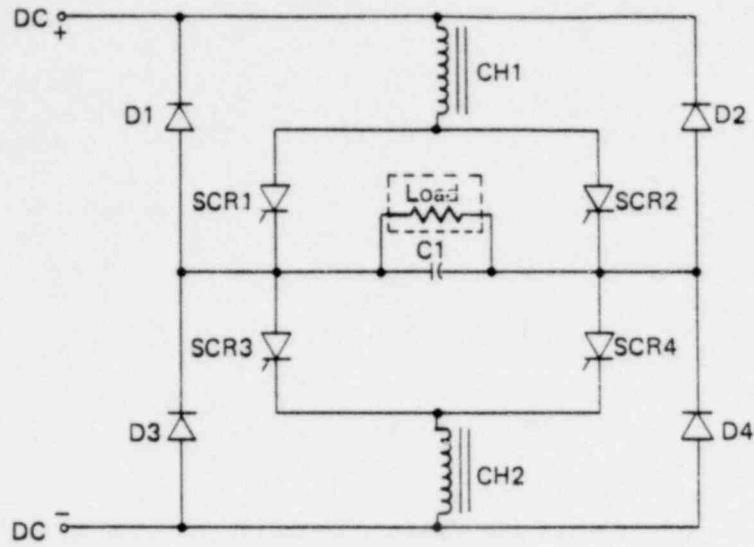 DC
+
CH1
D1
D2
SCR1
Load
SCR2
C1
SCR3
SCR4
D3
D4
CH2
DC –